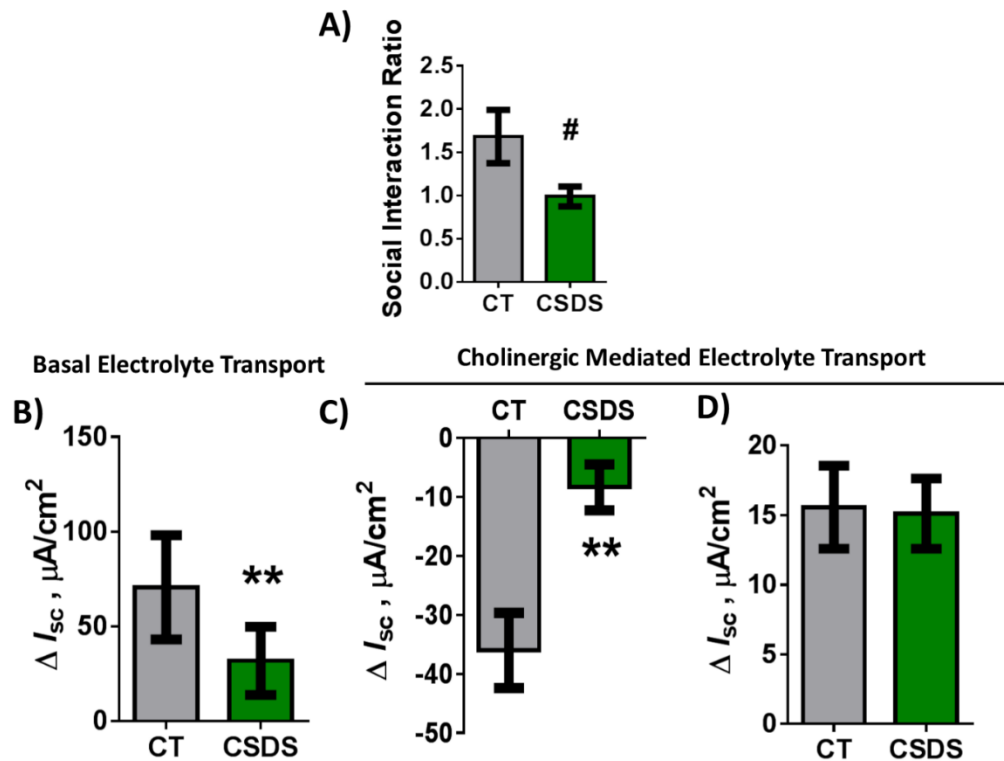 A)
Social Interaction Ratio
2.5
2.0
1.5
1.0
0.5
0.0
#
CT CSDS
Basal Electrolyte Transport
Cholinergic Mediated Electrolyte Transport
B)
Δ Isc , µA/cm²
150
100
50
0
**
CT CSDS
C)
CT CSDS
Δ Isc , µA/cm²
0
-10
-20
-30
-40
-50
**
D)
Δ Isc , µA/cm²
20
15
10
5
0
CT CSDS